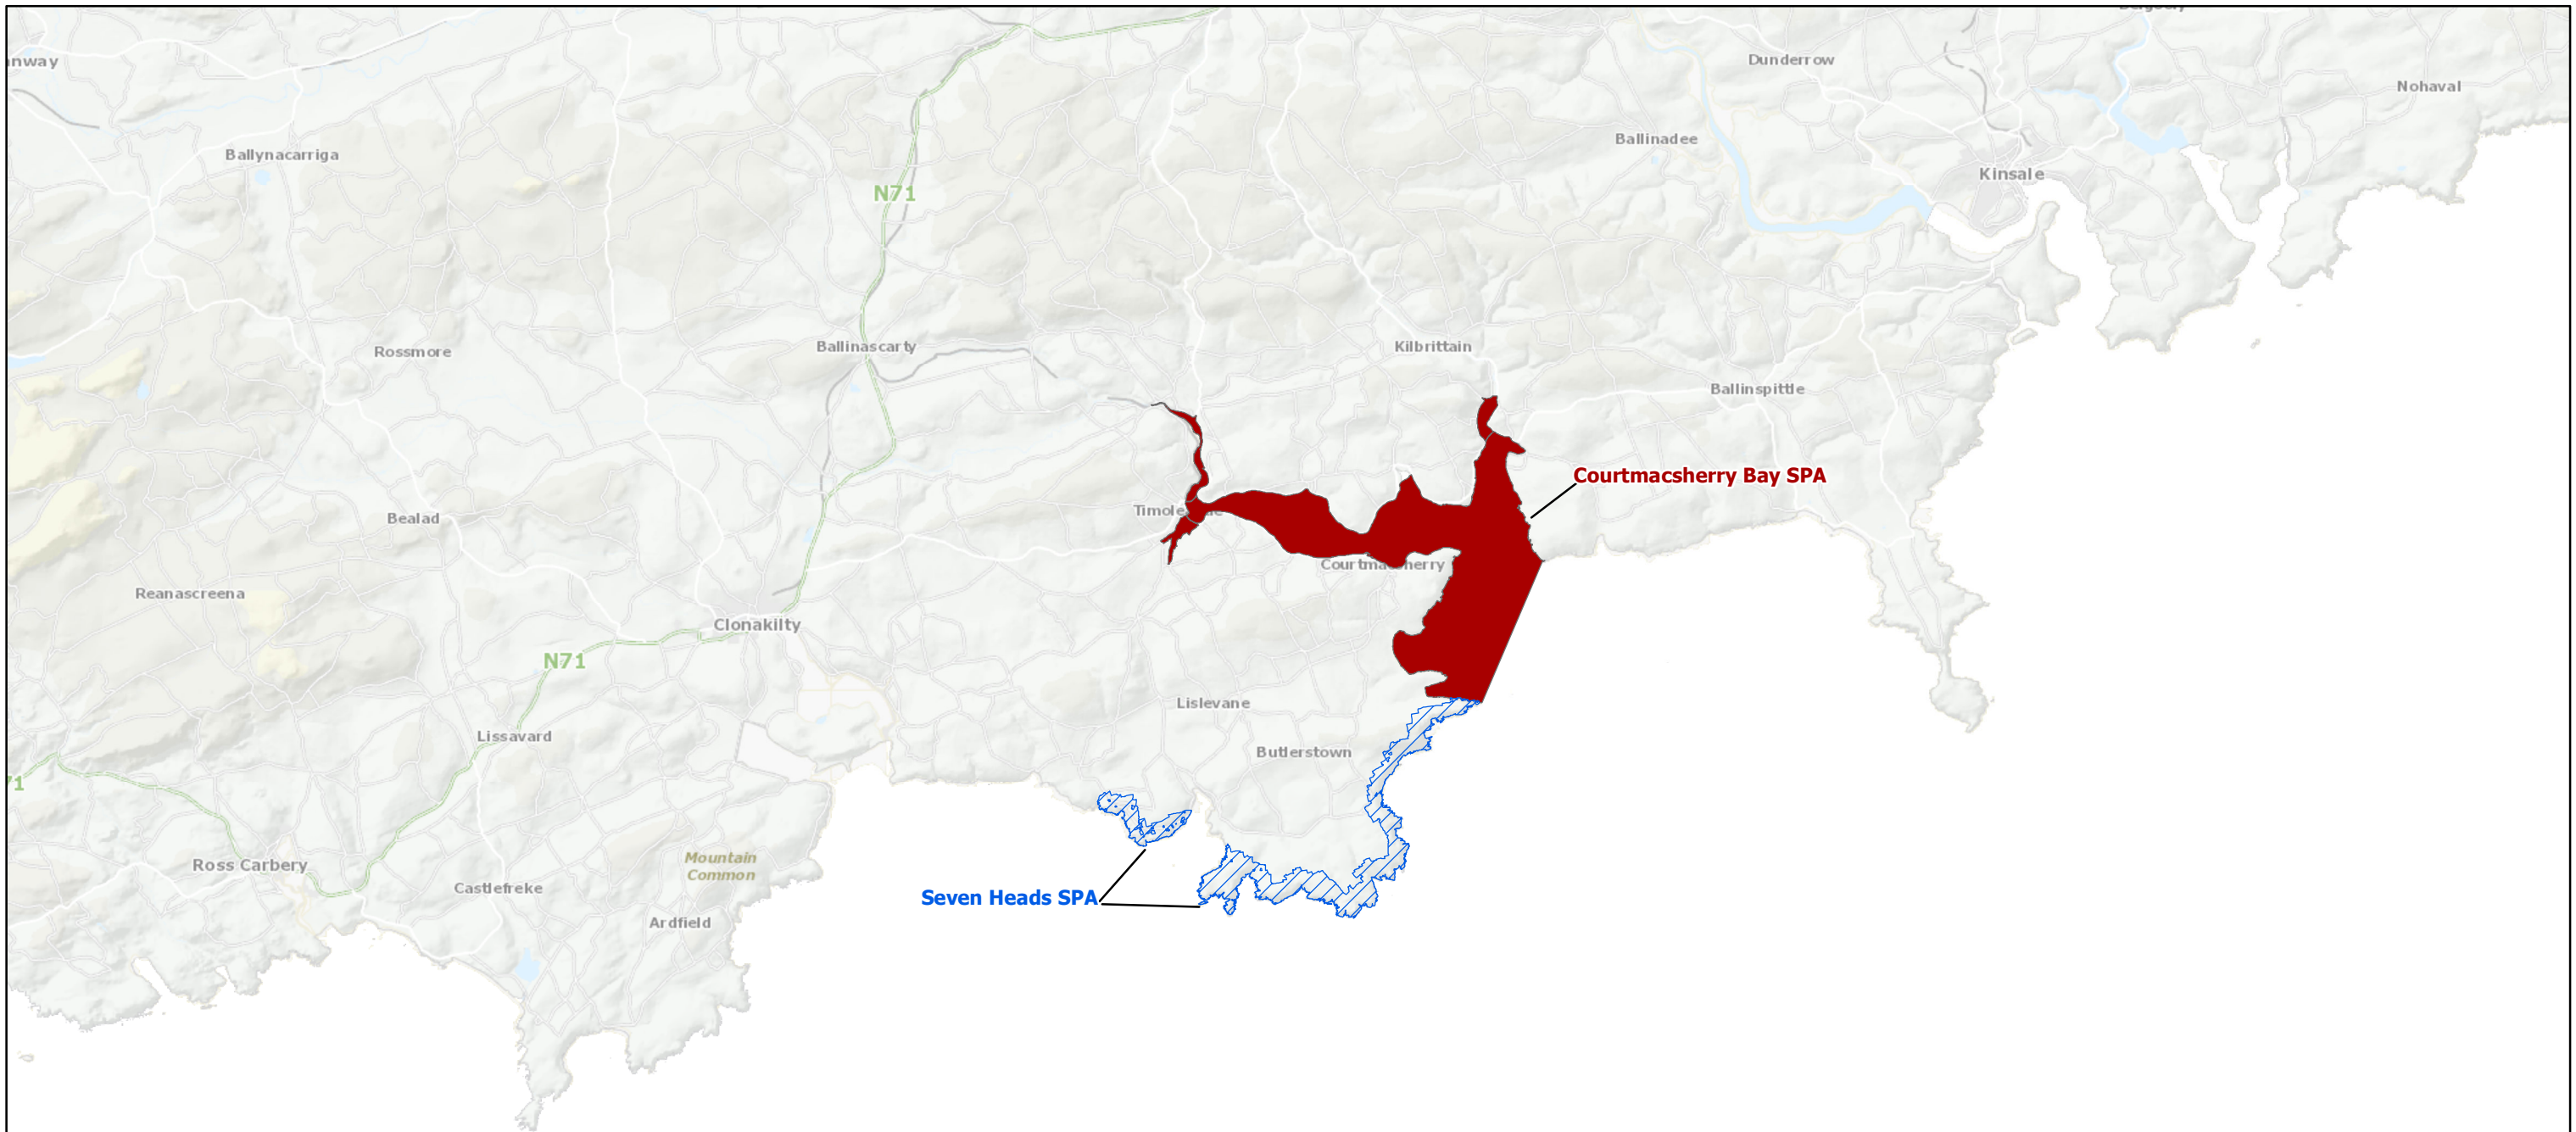 Dunderrow
Nohaval
Ballinadee
Ballynacarriga
Kinsale
N71
Ballinascarty
Kilbrittain
Rossmore
Ballinspittle
Courtmacsherry Bay SPA
Bealad
Reanascreena
Clonakilty
N71
Lislevane
Lissavard
Butlerstown
Ross Carbery
Mountain
Common
Castlefreke
Seven Heads SPA
Ardfield